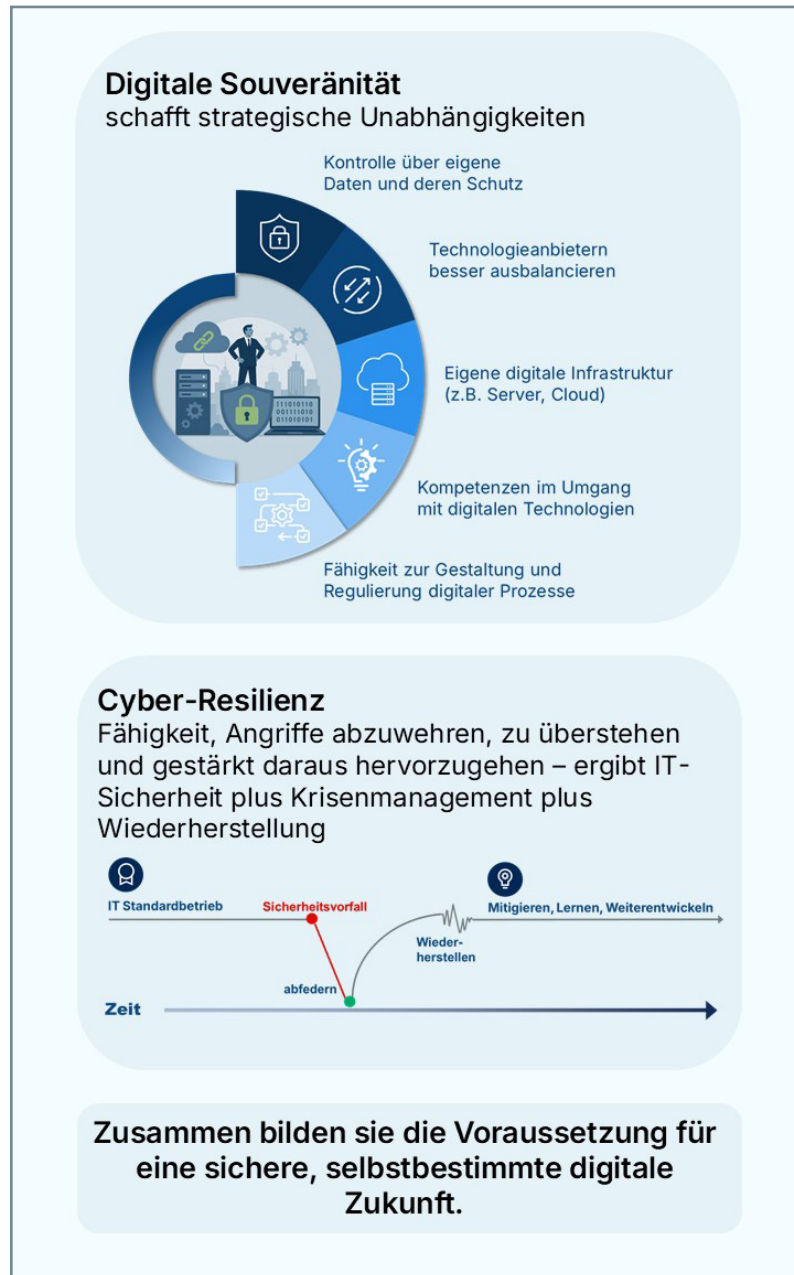 Digitale Souveränität
schafft strategische Unabhängigkeiten
Kontrolle über eigene
Daten und deren Schutz
Technologieanbietern
besser ausbalancieren
Eigene digitale Infrastruktur
(z.B. Server, Cloud)
111010110
00111010
011010101
Kompetenzen im Umgang
mit digitalen Technologien
Fähigkeit zur Gestaltung und
Regulierung digitaler Prozesse
Cyber-Resilienz
Fähigkeit, Angriffe abzuwehren, zu überstehen
und gestärkt daraus hervorzugehen – ergibt IT-
Sicherheit plus Krisenmanagement plus
Wiederherstellung
IT Standardbetrieb
Sicherheitsvorfall
Mitigieren, Lernen, Weiterentwickeln
Wieder-
herstellen
abfedern
Zeit
Zusammen bilden sie die Voraussetzung für
eine sichere, selbstbestimmte digitale
Zukunft.